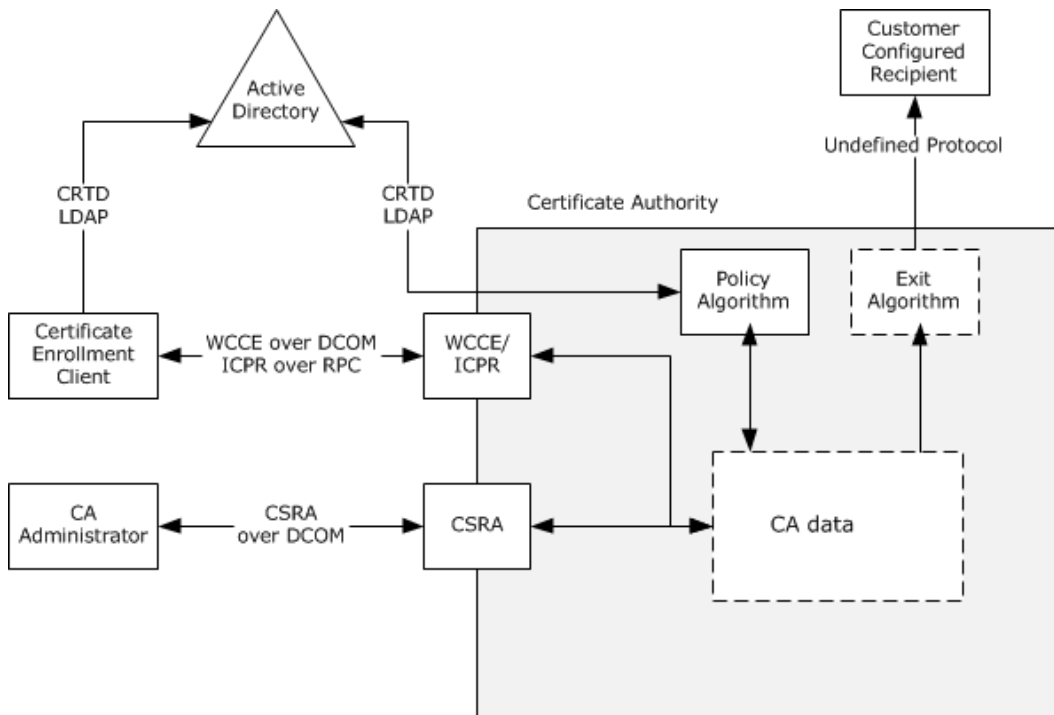 Customer
Configured
Recipient
Active
Directory
Undefined Protocol
CRTD
LDAP
CRTD
LDAP
Certificate Authority
Policy
Algorithm
Exit
Algorithm
Certificate
Enrollment
Client
WCCE over DCOM
ICPR over RPC
WCCE/
ICPR
CA
Administrator
CSRA
over DCOM
CSRA
CA data